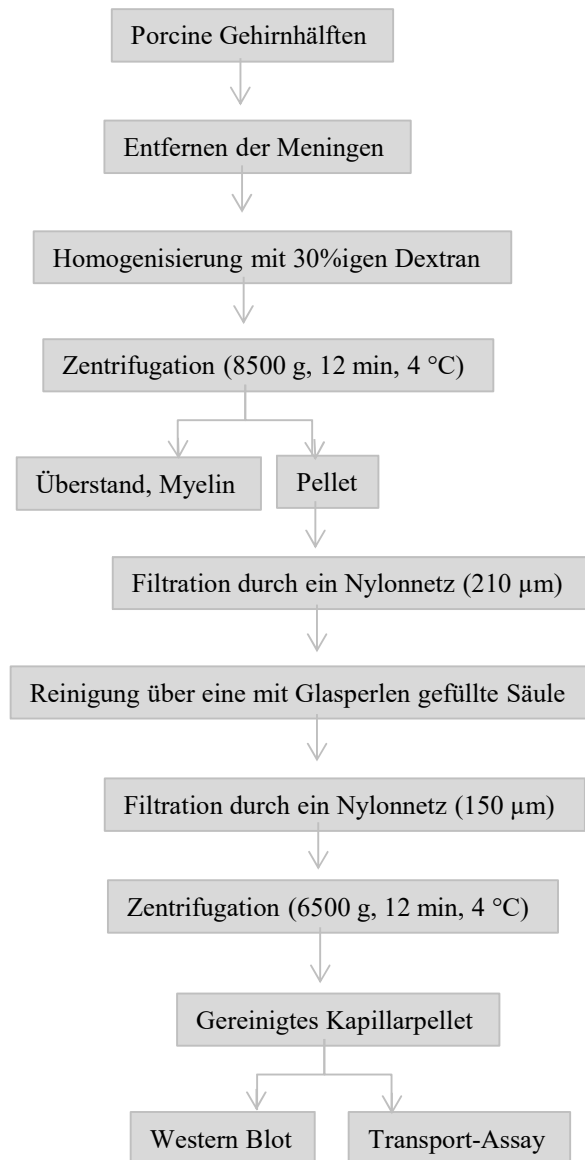 Porcine Gehirnhälften
Entfernen der Meningen
Homogenisierung mit 30%igen Dextran
Zentrifugation (8500 g, 12 min, 4 °C)
Überstand, Myelin
Pellet
Filtration durch ein Nylonnetz (210 µm)
Reinigung über eine mit Glasperlen gefüllte Säule
Filtration durch ein Nylonnetz (150 µm)
Zentrifugation (6500 g, 12 min, 4 °C)
Gereinigtes Kapillarpellet
Western Blot
Transport-Assay